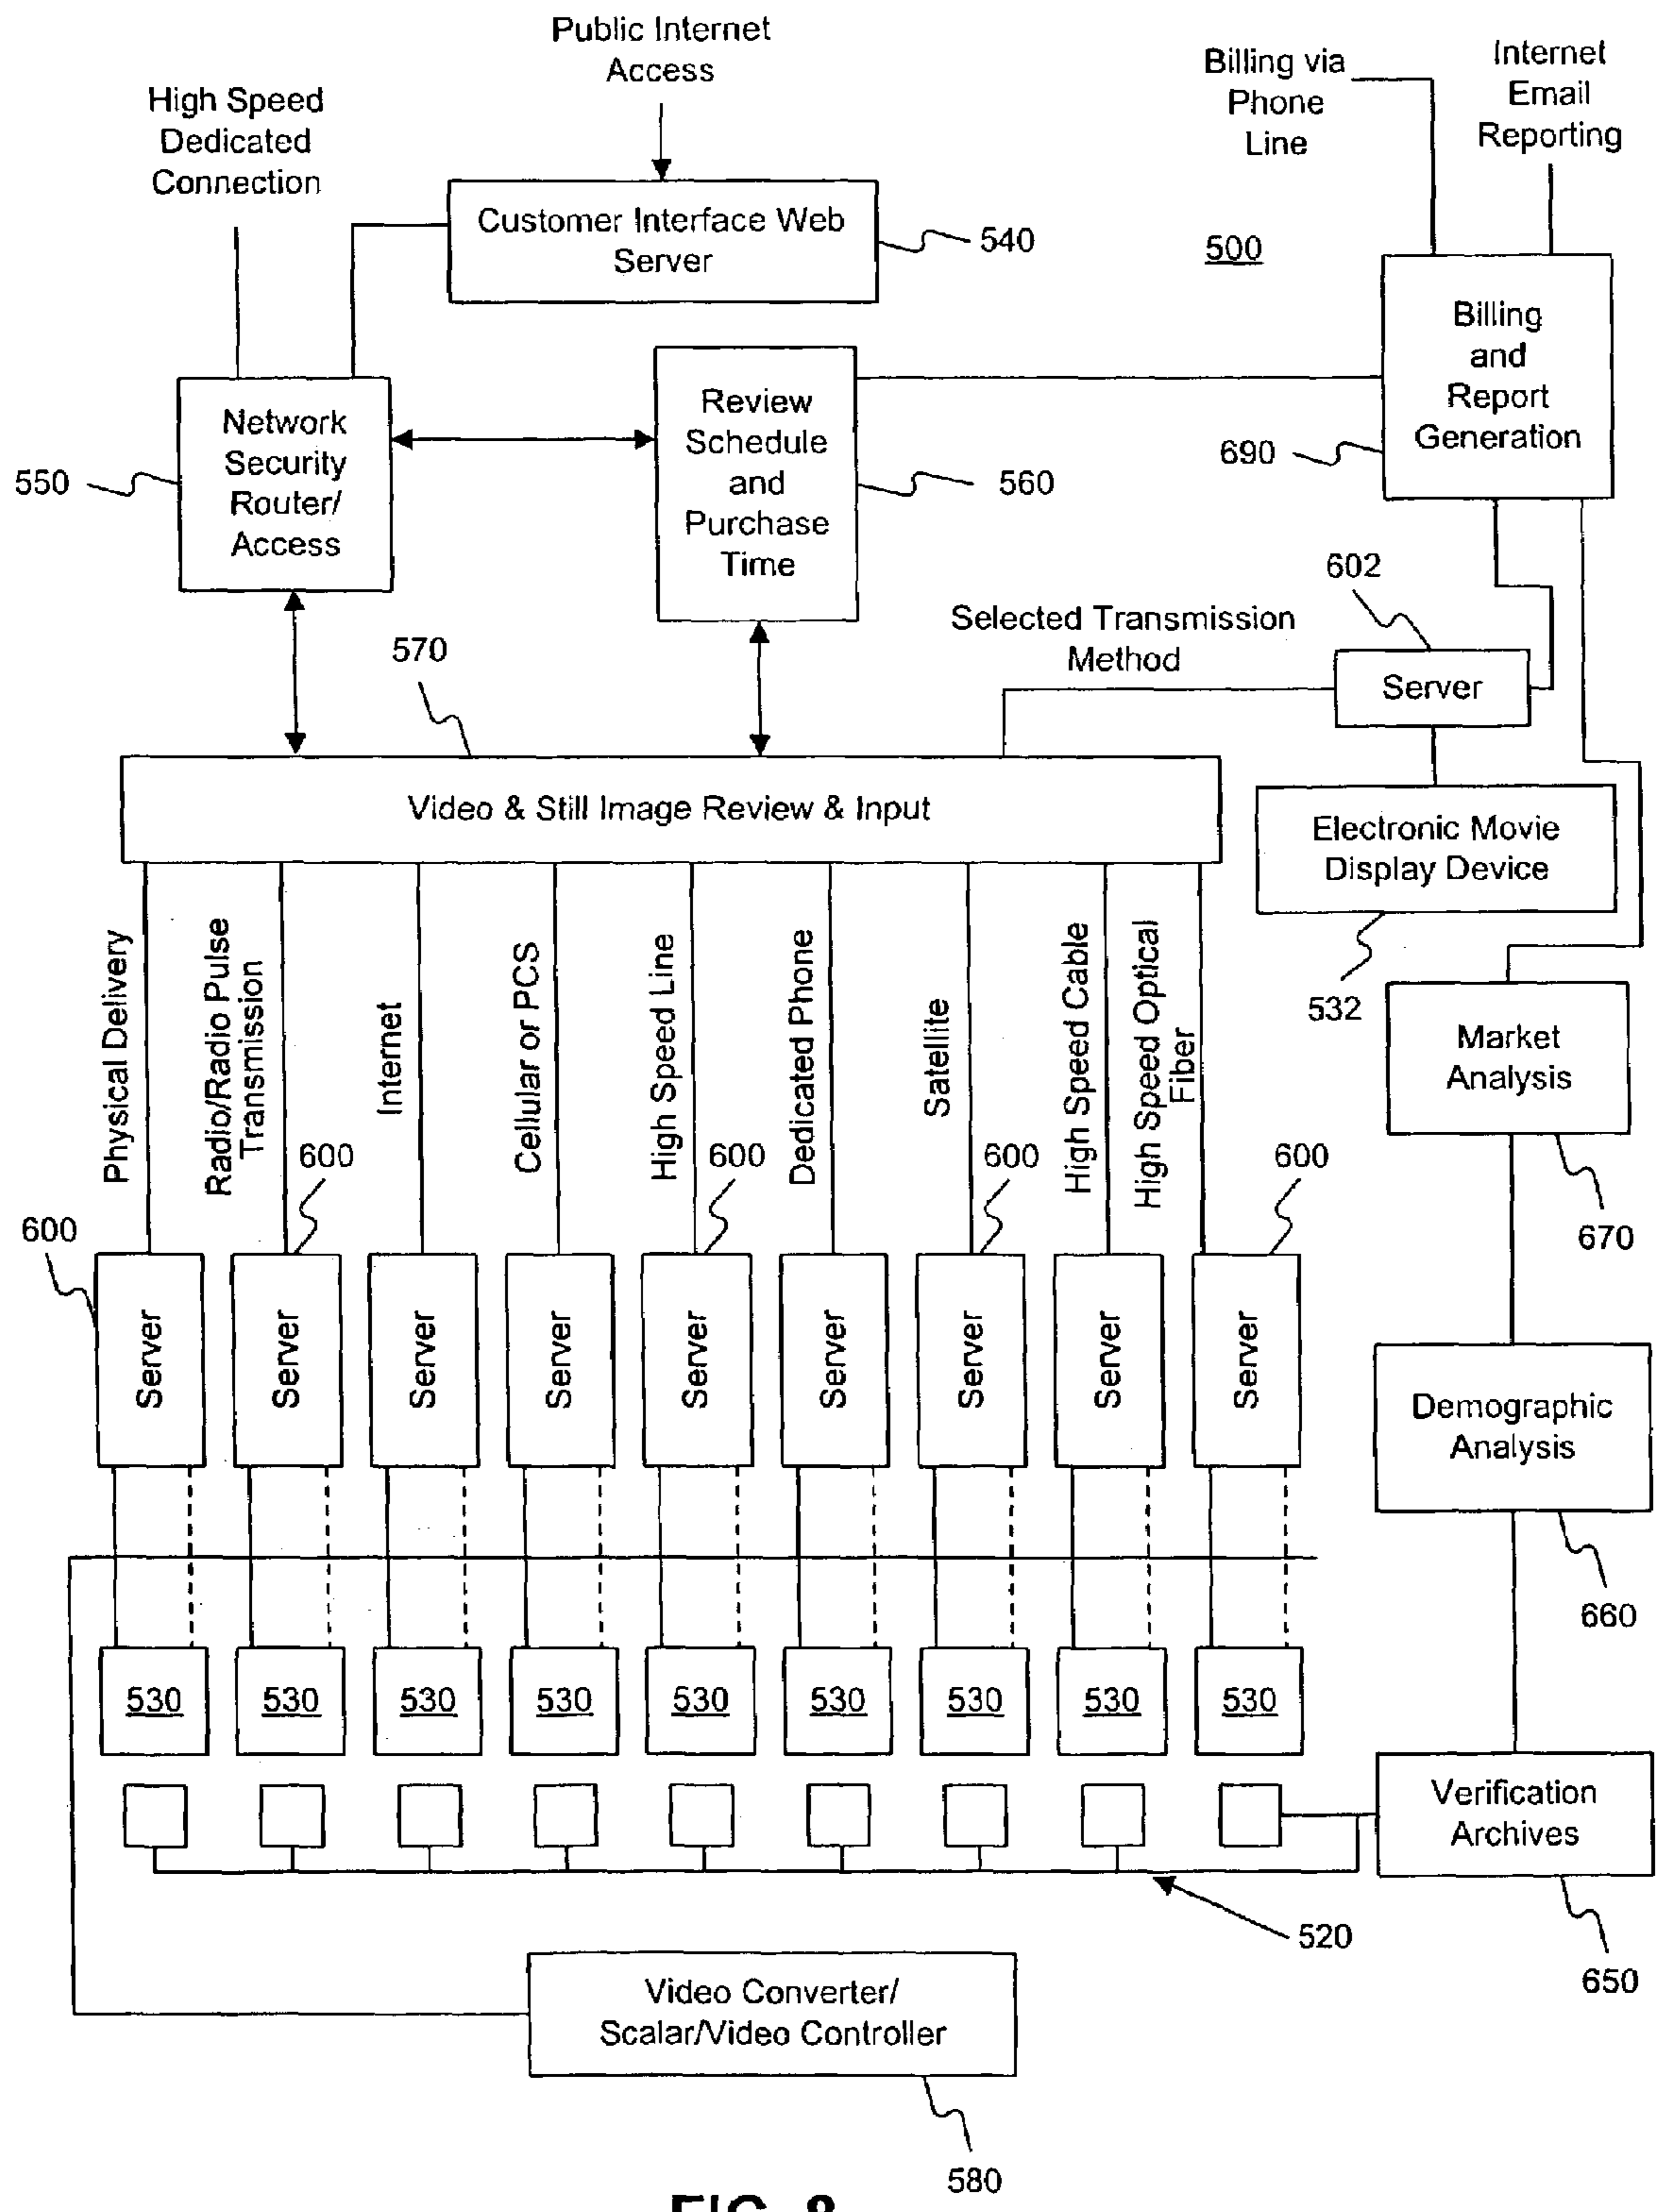 Public Internet
Access
High Speed
Dedicated
Connection
Billing via
Phone
Line
Internet
Email
Reporting
Customer Interface Web
Server
540
500
Network
Security
Router/
Access
550
Review
Schedule
and
Purchase
Time
560
Billing
and
Report
Generation
690
602
Selected Transmission
Method
Server
570
Video & Still Image Review & Input
Electronic Movie
Display Device
532
Physical Delivery
Radio/Radio Pulse
Transmission
Internet
Cellular or PCS
High Speed Line
Dedicated Phone
Satellite
High Speed Cable
High Speed Optical
Fiber
Market
Analysis
670
600
600
600
600
600
Server
Server
Server
Server
Server
Server
Server
Server
Server
Demographic
Analysis
660
530
530
530
530
530
530
530
530
530
Verification
Archives
650
520
Video Converter/
Scalar/Video Controller
580
FIG. 8